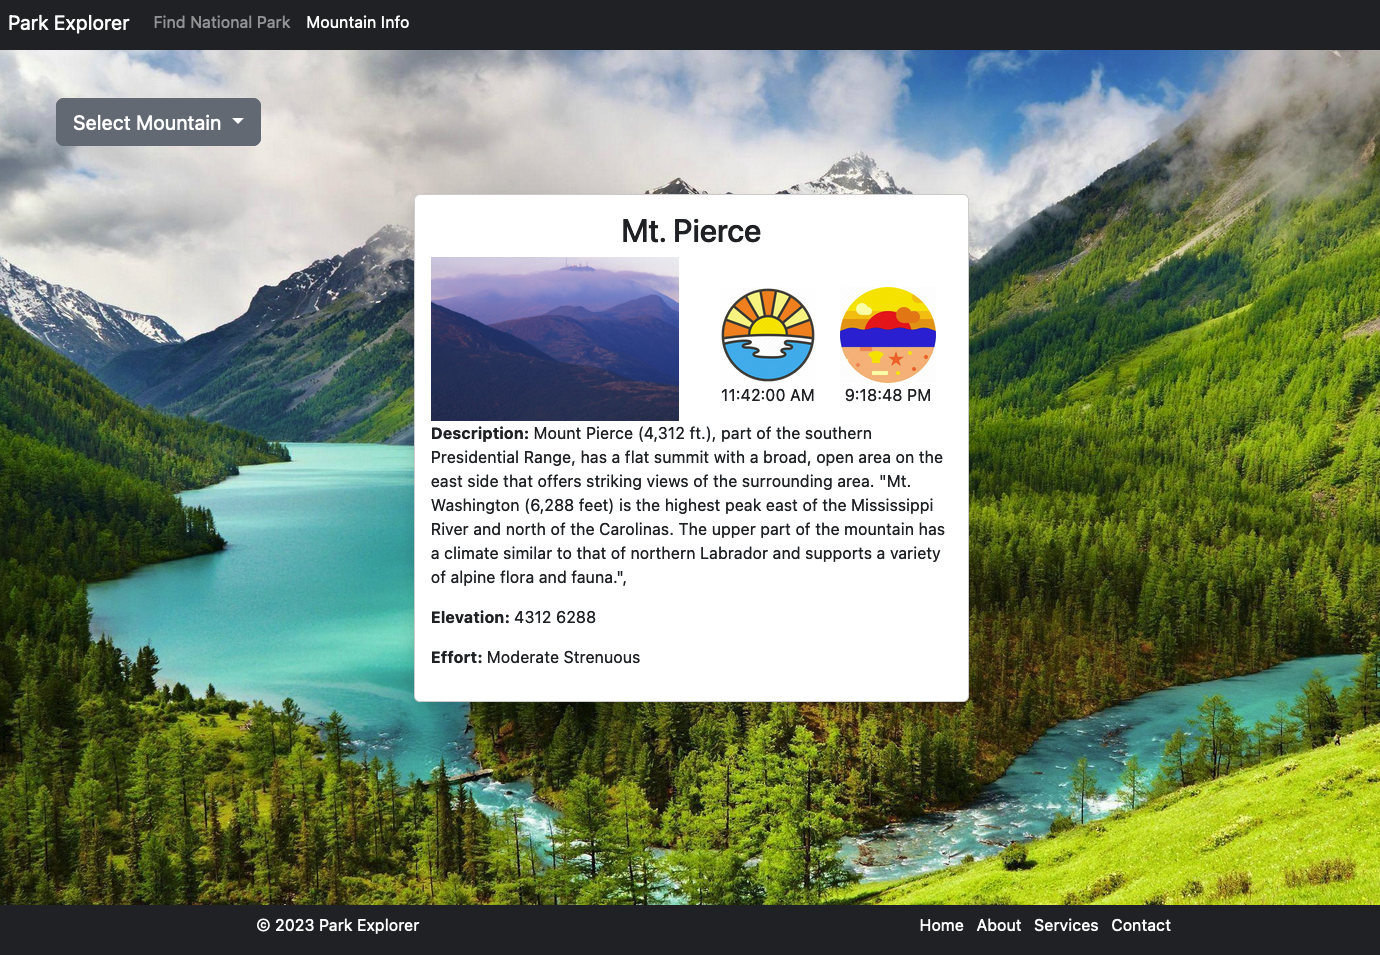 Park Explorer Find National Park Mountain Info
Select Mountain
Mt. Pierce
11:42:00 AM 9:18:48 PM
Description: Mount Pierce (4,312 ft.), part of the southern
Presidential Range, has a flat summit with a broad, open area on the
east side that offers striking views of the surrounding area. "Mt.
Washington (6,288 feet) is the highest peak east of the Mississippi
River and north of the Carolinas. The upper part of the mountain has
a climate similar to that of northern Labrador and supports a variety
of alpine flora and fauna.",
Elevation: 4312 6288
Effort: Moderate Strenuous
© 2023 Park Explorer Home About Services Contact